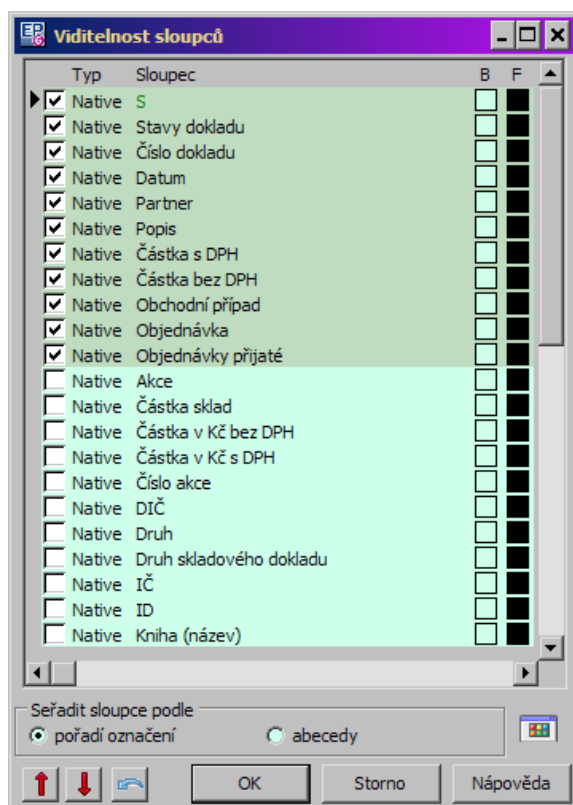 Viditelnost sloupců
Typ Sloupec B F
Native S
Native Stavy dokladu
Native Číslo dokladu
Native Datum
Native Partner
Native Popis
Native Částka s DPH
Native Částka bez DPH
Native Obchodní případ
Native Objednávka
Native Objednávky přijaté
Native Akce
Native Částka sklad
Native Částka v Kč bez DPH
Native Částka v Kč s DPH
Native Číslo akce
Native DIČ
Native Druh
Native Druh skladového dokladu
Native IČ
Native ID
Native Kniha (název)
Seřadit sloupce podle
pořadí označení abecedy
OK Storno Nápověda